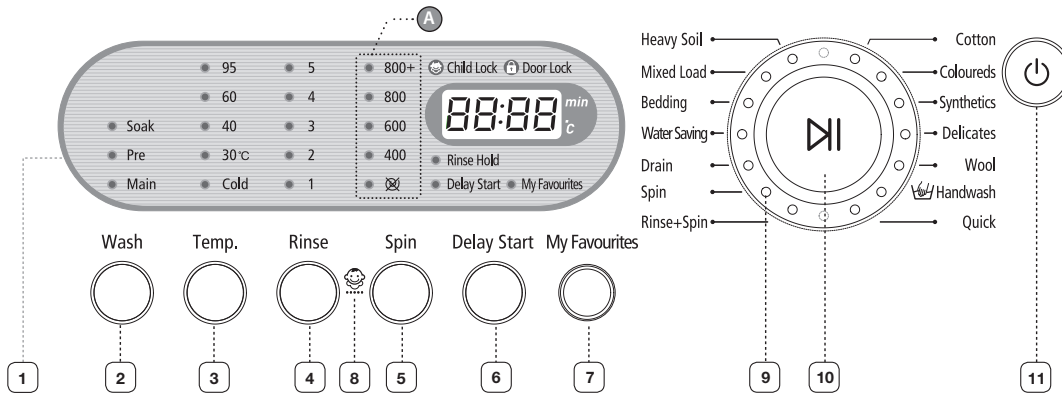 A
95 5 800+ Child Lock Door Lock
60 4 800 88:88 min
Soak 40 3 600 °C
Pre 30℃ 2 400 Rinse Hold
Main Cold 1 Delay Start My Favourites
Wash Temp. Rinse Spin Delay Start My Favourites
Heavy Soil Cotton
Mixed Load Coloureds
Bedding Synthetics
Water Saving Delicates
Drain Wool
Spin Handwash
Rinse+Spin Quick
1 2 3 4 8 5 6 7 9 10 11